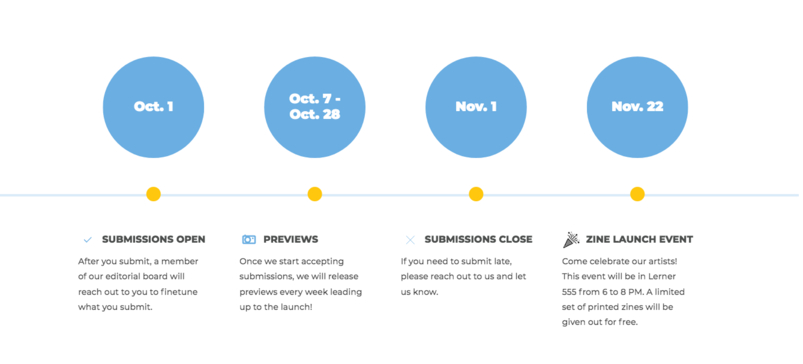 Oct. 1
Oct. 7 -
Oct. 28
Nov. 1
Nov. 22
SUBMISSIONS OPEN
After you submit, a member
of our editorial board will
reach out to you to finetune
what you submit.
PREVIEWS
Once we start accepting
submissions, we will release
previews every week leading
up to the launch!
SUBMISSIONS CLOSE
If you need to submit late,
please reach out to us and let
us know.
ZINE LAUNCH EVENT
Come celebrate our artists!
This event will be in Lerner
555 from 6 to 8 PM. A limited
set of printed zines will be
given out for free.